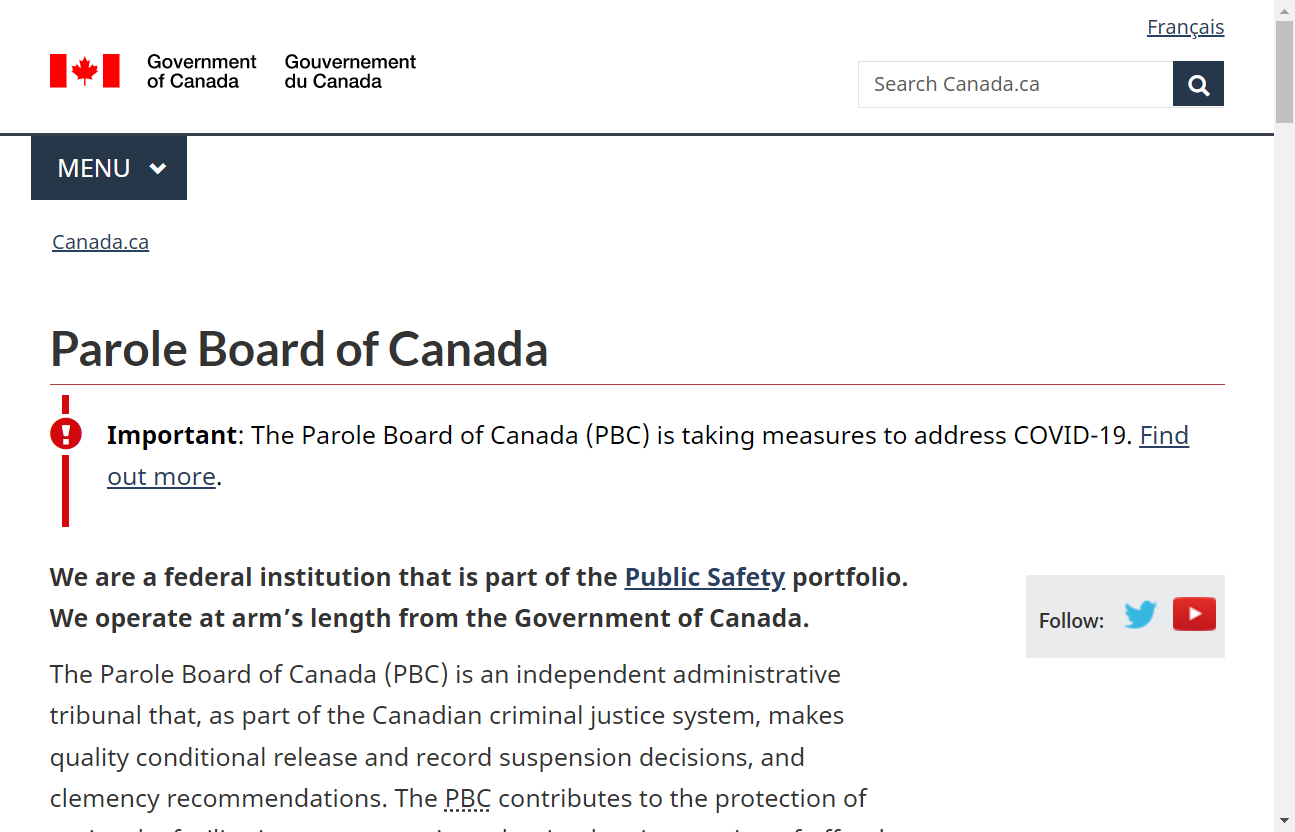 Français
Government of Canada
Gouvernement du Canada
Search Canada.ca
MENU
Canada.ca
Parole Board of Canada
Important: The Parole Board of Canada (PBC) is taking measures to address COVID-19. Find
out more.
We are a federal institution that is part of the Public Safety portfolio.
We operate at arm’s length from the Government of Canada.
Follow:
The Parole Board of Canada (PBC) is an independent administrative
tribunal that, as part of the Canadian criminal justice system, makes
quality conditional release and record suspension decisions, and
clemency recommendations. The PBC contributes to the protection of